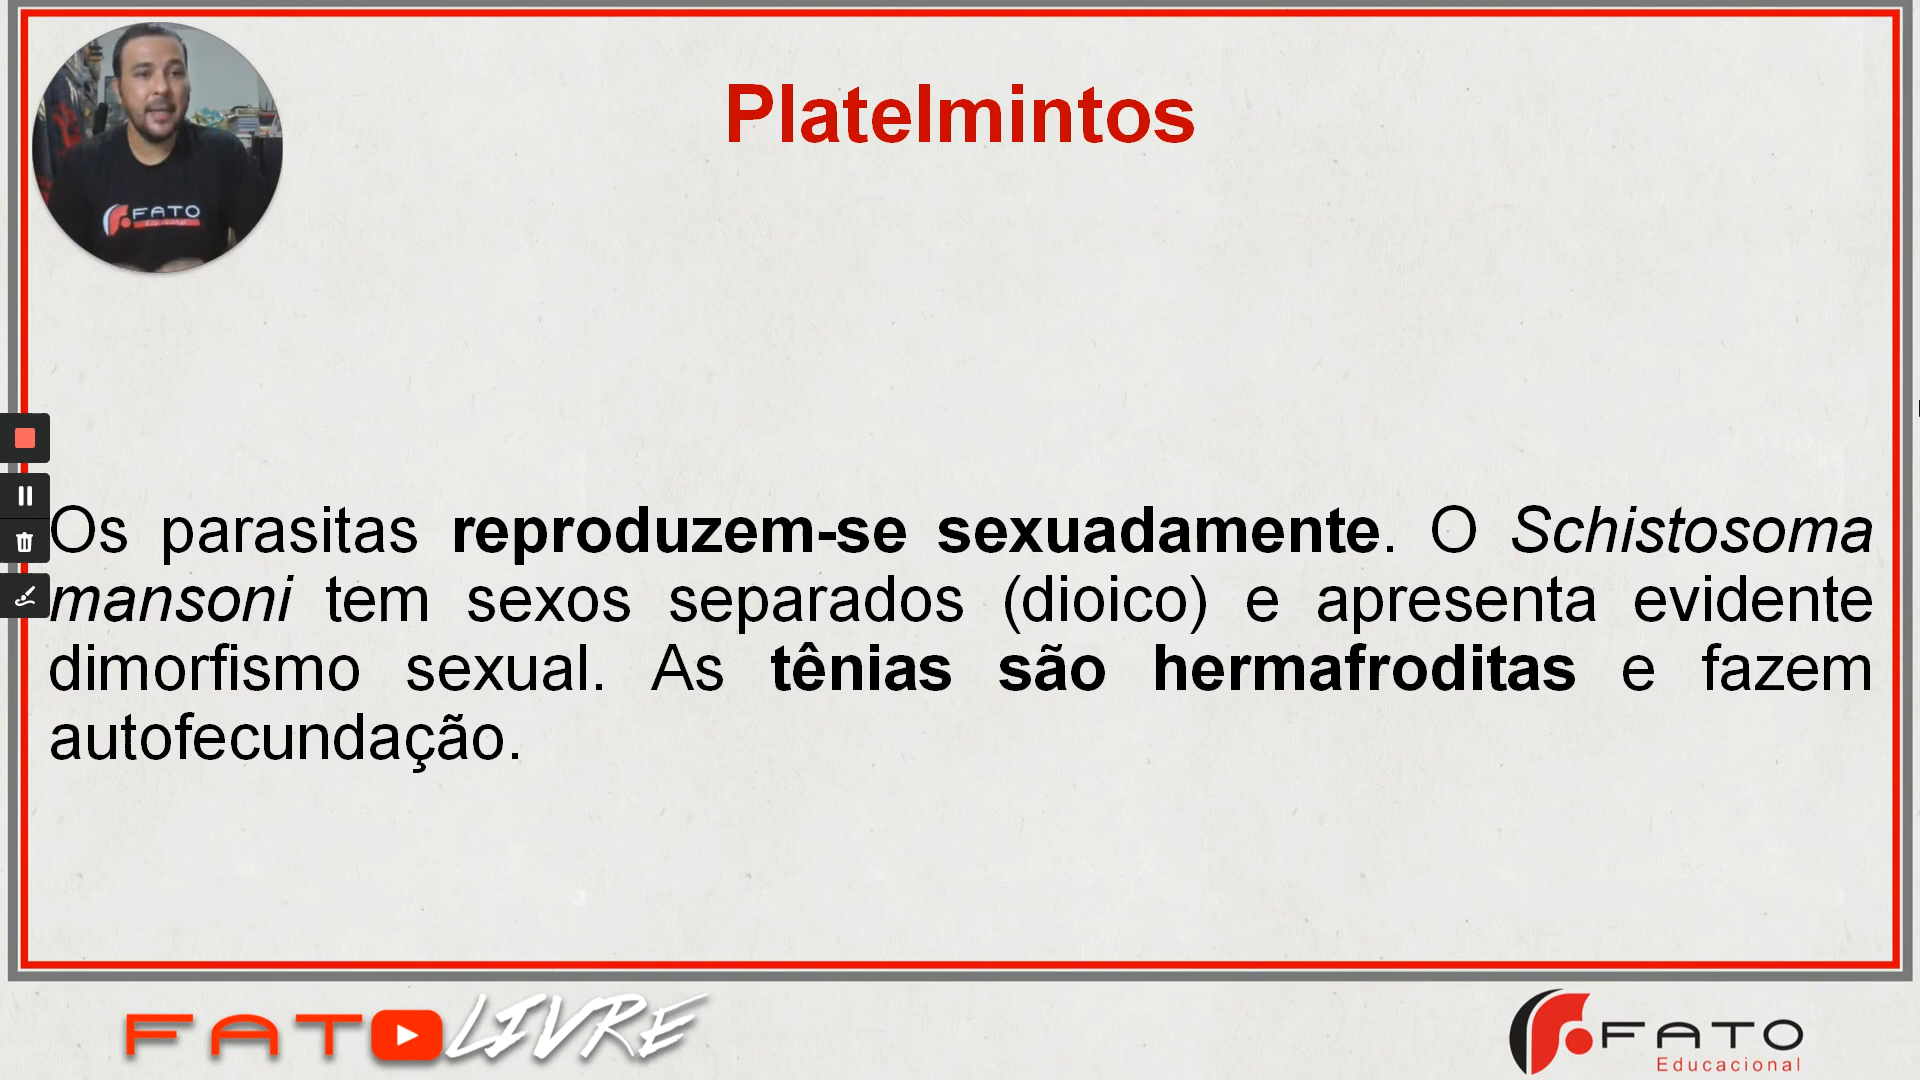 FATO
Educacional
Platelmintos
Os parasitas reproduzem-se sexuadamente. O Schistosoma
mansoni tem sexos separados (dioico) e apresenta evidente
dimorfismo sexual. As tênias são hermafroditas e fazem
autofecundação.
FATO LIVRE
FATO
Educacional